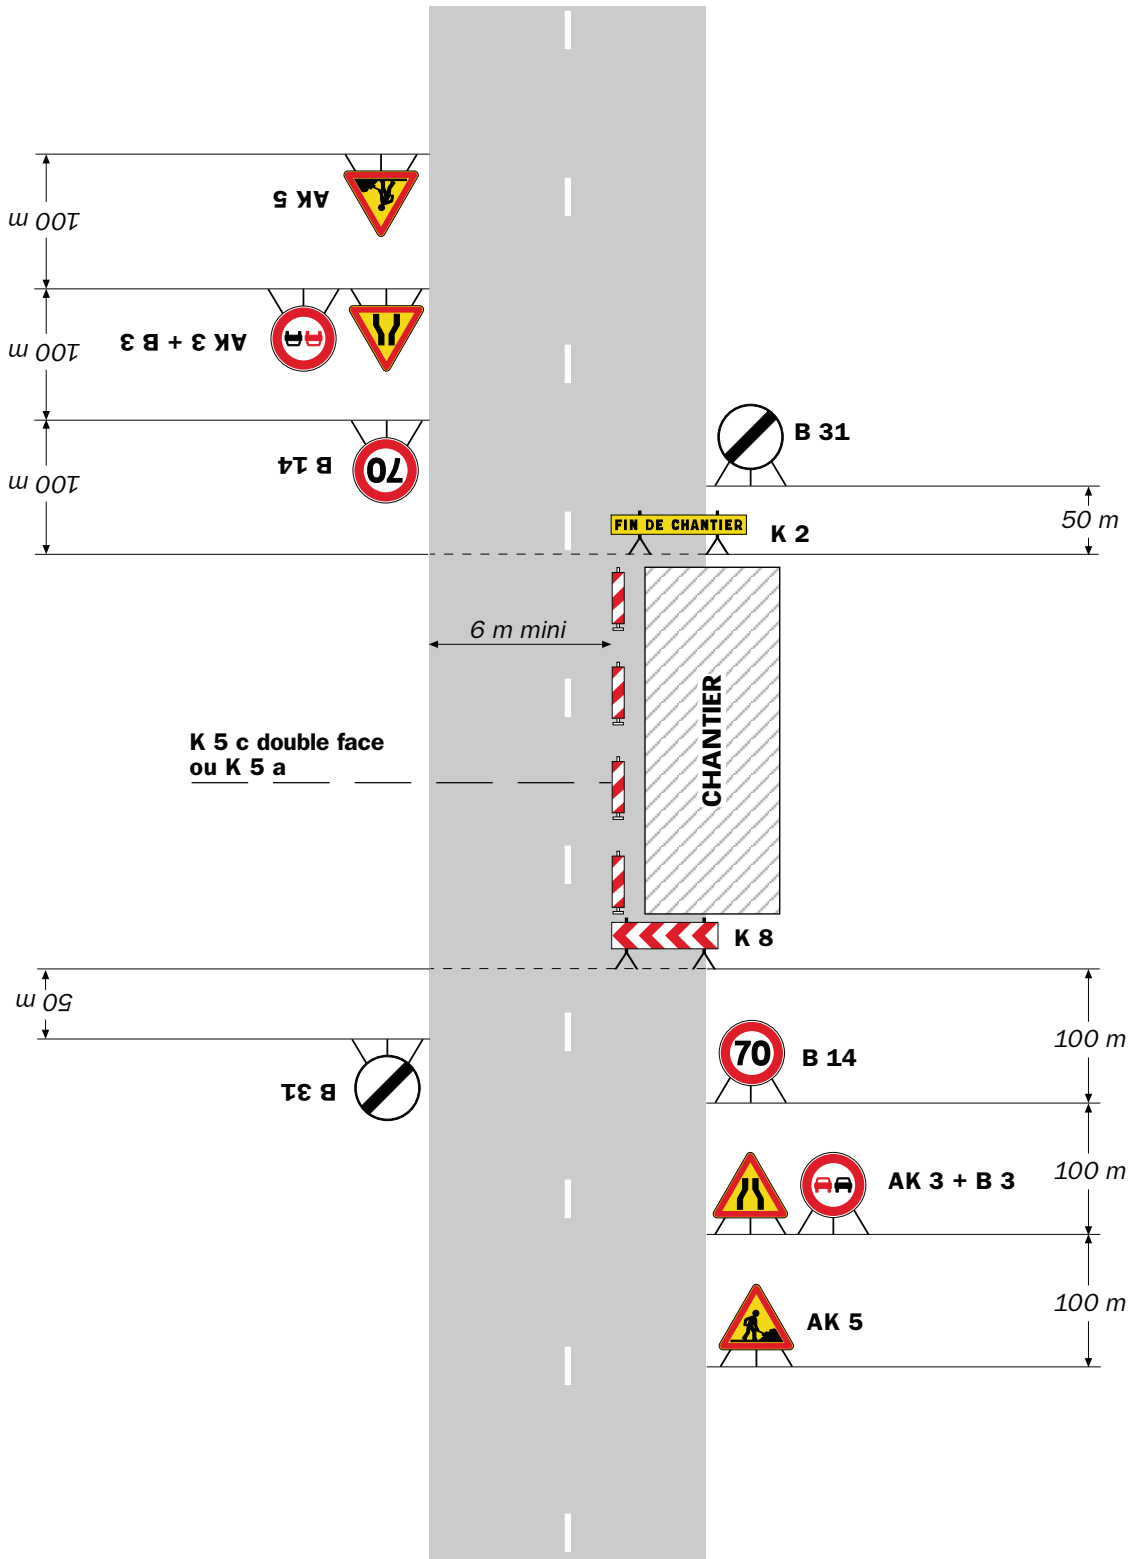 AK 5
100 m
AK 3 + B 3
100 m
B 14
70
100 m
B 31
50 m
FIN DE CHANTIER
K 2
6 m mini
CHANTIER
K 5 c double face
ou K 5 a
K 8
50 m
B 31
70
B 14
100 m
AK 3 + B 3
100 m
AK 5
100 m